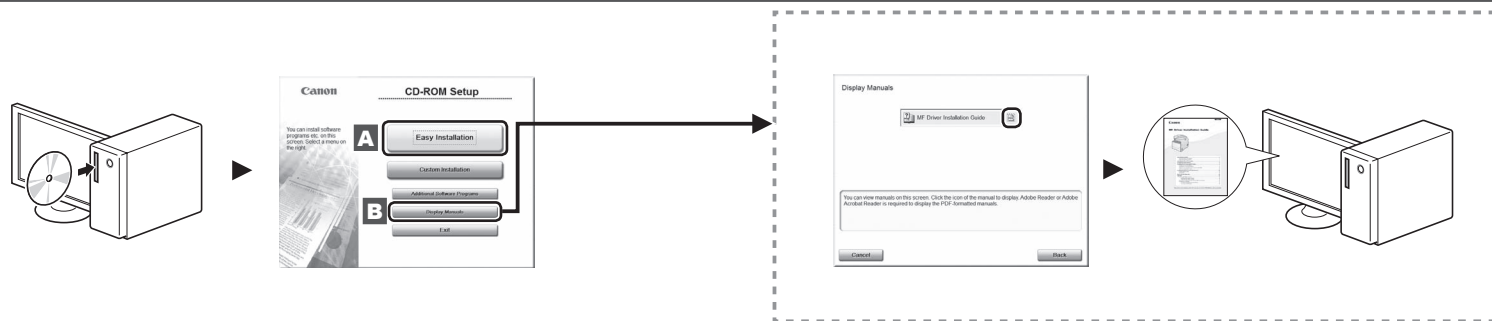 Canon
CD-ROM Setup
You can install software
programs etc. on this
screen. Select a menu on
the right.
A
Easy Installation
Custom Installation
Additional Software Programs
B
Display Manuals
Exit
Display Manuals
MF Driver Installation Guide
You can view manuals on this screen. Click the icon of the manual to display. Adobe Reader or Adobe
Acrobat Reader is required to display the PDF-formatted manuals.
Cancel
Back
Canon
MF Driver Installation Guide